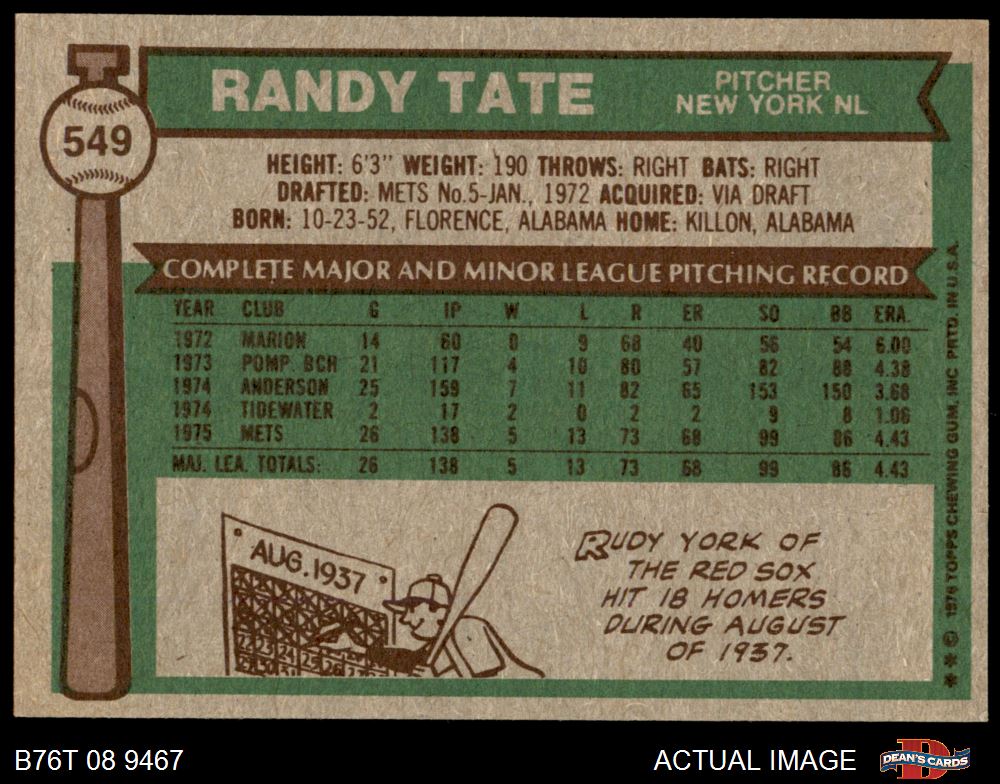 RANDY TATE
PITCHER
NEW YORK NL
549
HEIGHT: 6'3" WEIGHT: 190 THROWS: RIGHT BATS: RIGHT
DRAFTED: METS No.5-JAN., 1972 ACQUIRED: VIA DRAFT
BORN: 10-23-52, FLORENCE, ALABAMA HOME: KILLON, ALABAMA
COMPLETE MAJOR AND MINOR LEAGUE PITCHING RECORD
YEAR CLUB G IP W L R ER SO BB ERA.
1972 MARION 14 60 0 9 68 40 56 54 6.00
1973 POMP. BCH 21 117 4 10 80 57 82 88 4.38
1974 ANDERSON 25 159 7 11 82 65 153 150 3.68
1974 TIDEWATER 2 17 2 0 2 2 9 8 1.06
1975 METS 26 138 5 13 73 68 99 86 4.43
MAJ. LEA. TOTALS: 26 138 5 13 73 68 99 86 4.43
AUG. 1937
RUDY YORK OF
THE RED SOX
HIT 18 HOMERS
DURING AUGUST
OF 1937.
** © 1976 TOPPS CHEWING GUM, INC PRTD. IN U.S.A.
B76T 08 9467
ACTUAL IMAGE
DEAN'S CARDS